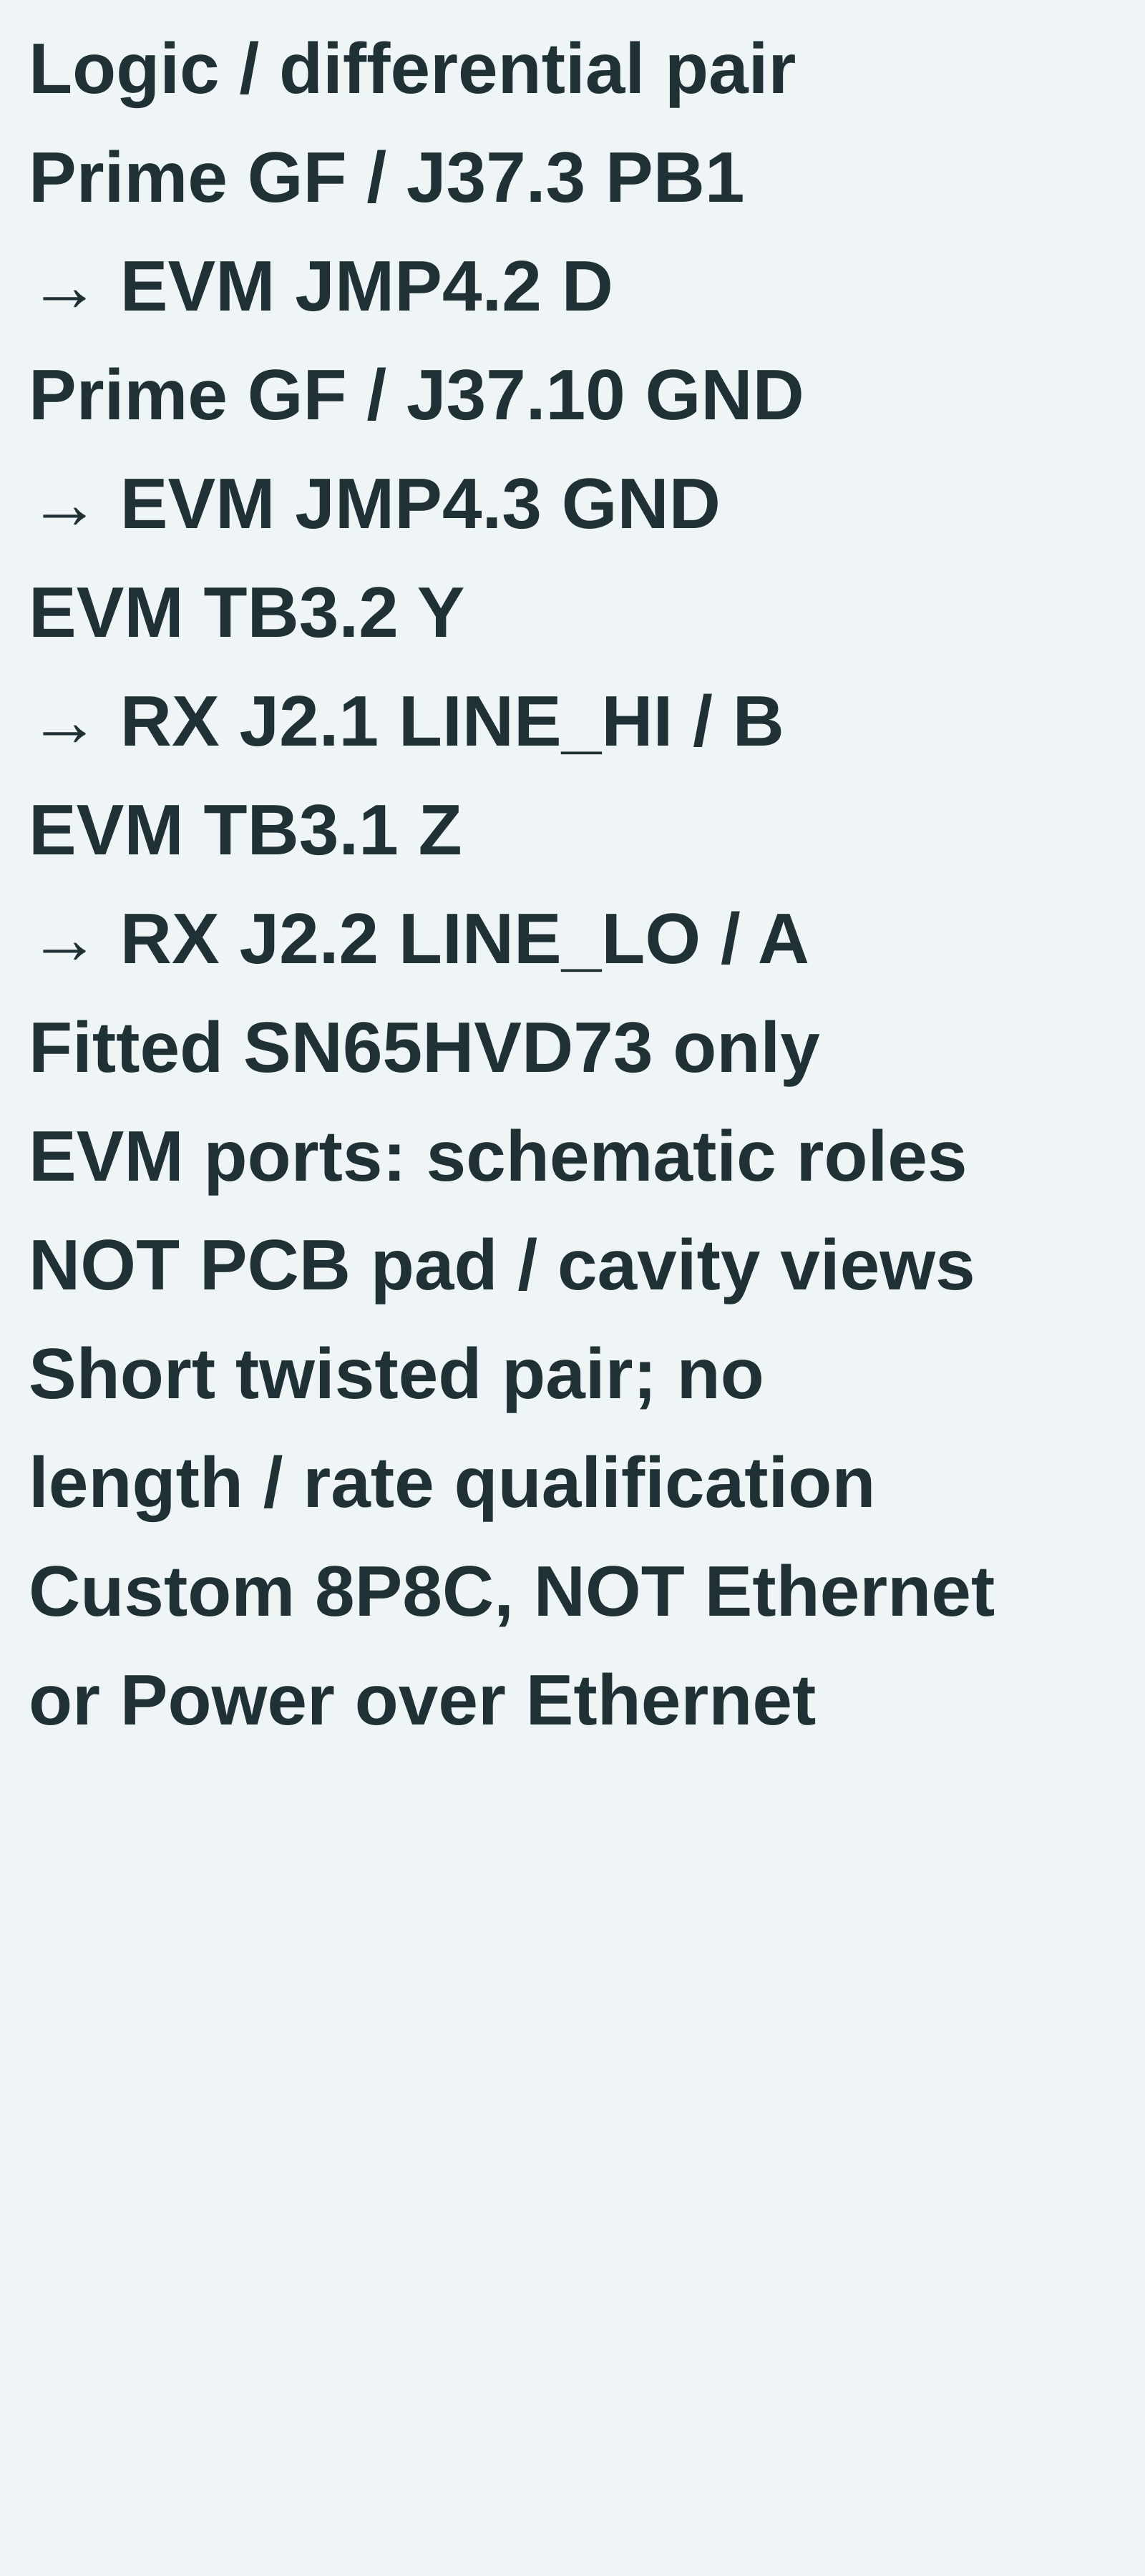 Logic / differential pair
Prime GF / J37.3 PB1
→ EVM JMP4.2 D
Prime GF / J37.10 GND
→ EVM JMP4.3 GND
EVM TB3.2 Y
→ RX J2.1 LINE_HI / B
EVM TB3.1 Z
→ RX J2.2 LINE_LO / A
Fitted SN65HVD73 only
EVM ports: schematic roles
NOT PCB pad / cavity views
Short twisted pair; no
length / rate qualification
Custom 8P8C, NOT Ethernet
or Power over Ethernet